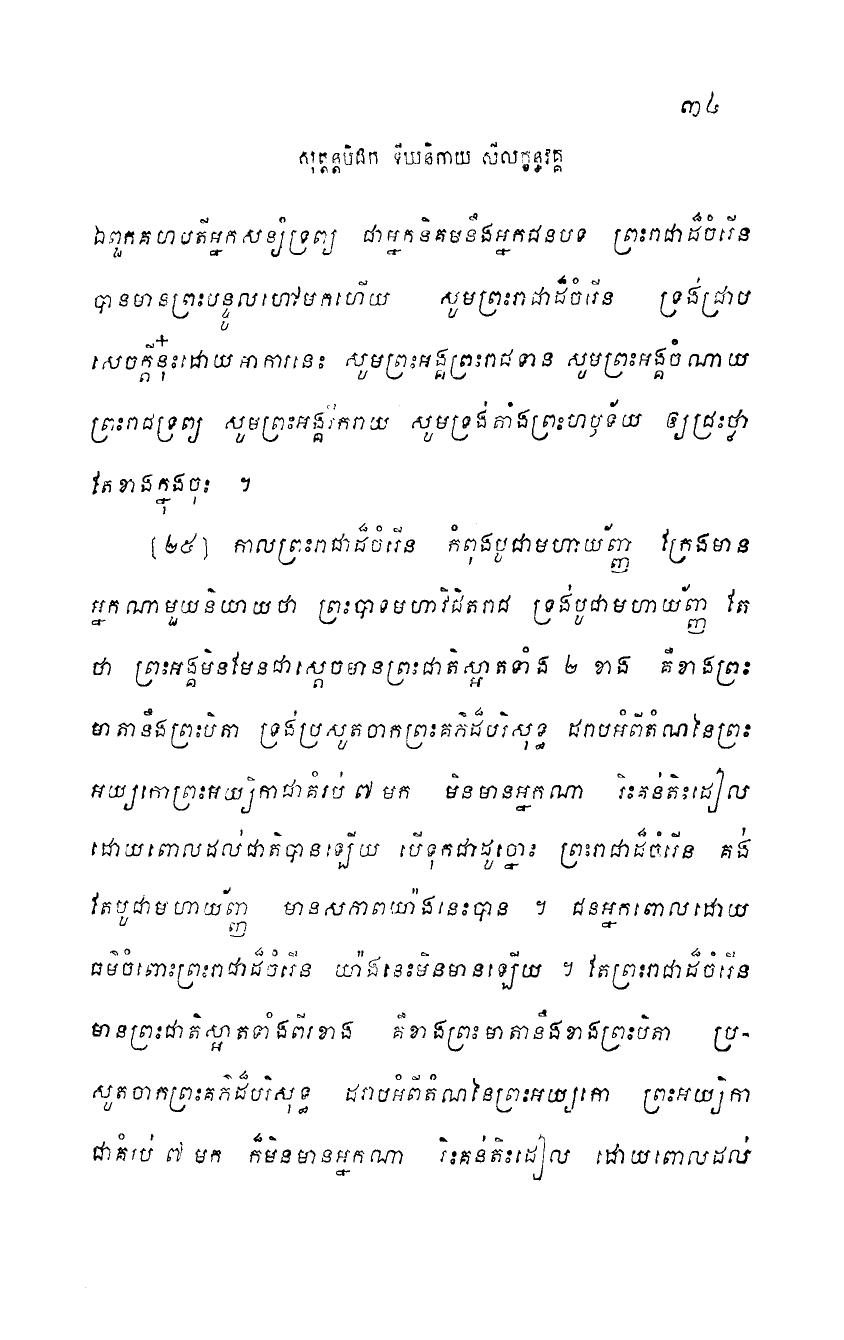 ៣៤
សុត្តន្តបិដក ទីឃនិកាយ សីលក្ខន្ធវគ្គ
ឯពួកគហបតីអ្នកសន្សំទ្រព្យ ជាអ្នកនិគមនឹងអ្នកជនបទ ព្រះរាជាដ៏ចំរើន
បានមានព្រះបន្ទូលហៅមកហើយ សូមព្រះរាជាដ៏ចំរើន ទ្រង់ជ្រាប
សេចក្តីនុ៎ះដោយអាការនេះ សូមព្រះអង្គព្រះរាជទាន សូមព្រះអង្គចំណាយ
ព្រះរាជទ្រព្យ សូមព្រះអង្គរីករាយ សូមទ្រង់តាំងព្រះហឫទ័យ ឲ្យជ្រះថ្លា
តែខាងក្នុងចុះ ។
[២៥] កាលព្រះរាជាដ៏ចំរើន កំពុងបូជាមហាយ័ញ្ញ ក្រែងមាន
អ្នកណាមួយនិយាយថា ព្រះបាទមហាវិជិតរាជ ទ្រង់បូជាមហាយ័ញ្ញ តែ
ថា ព្រះអង្គមិនមែនជាស្តេចមានព្រះជាតិស្អាតទាំង ២ ខាង គឺខាងព្រះ
មាតានឹងព្រះបិតា ទ្រង់ប្រសូតចាកព្រះគភ៌ដ៏បរិសុទ្ធ ដរាបអំពីតំណនៃព្រះ
អយ្យកោព្រះអយ្យិកាជាគំរប់ ៧ មក មិនមានអ្នកណា រិះគន់តិះដៀល
ដោយពោលដល់ជាតិបានឡើយ បើទុកជាដូច្នោះ ព្រះរាជាដ៏ចំរើន គង់
តែបូជាមហាយ័ញ្ញ មានសភាពយ៉ាងនេះបាន ។ ជនអ្នកពោលដោយ
ធម៌ចំពោះព្រះរាជាដ៏ចំរើន យ៉ាងនេះមិនមានឡើយ ។ តែព្រះរាជាដ៏ចំរើន
មានព្រះជាតិស្អាតទាំងពីរខាង គឺខាងព្រះមាតានឹងខាងព្រះបិតា ប្រ-
សូតចាកព្រះគភ៌ដ៏បរិសុទ្ធ ដរាបអំពីតំណនៃព្រះអយ្យកោ ព្រះអយ្យិកា
ជាគំរប់ ៧ មក ក៏មិនមានអ្នកណា រិះគន់តិះដៀល ដោយពោលដល់